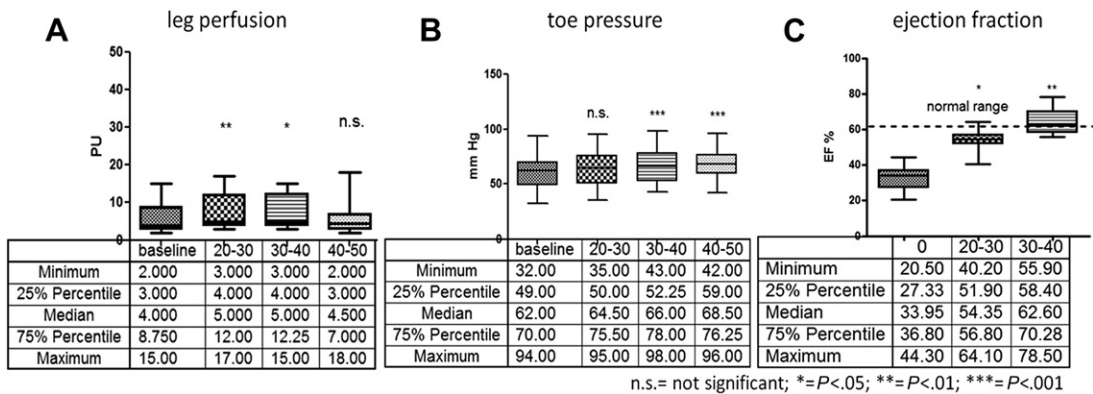 A leg perfusion
50
40
30
20
10
0
PU
** * n.s.
baseline 20-30 30-40 40-50
Minimum 2.000 3.000 3.000 2.000
25% Percentile 3.000 4.000 4.000 3.000
Median 4.000 5.000 5.000 4.500
75% Percentile 8.750 12.00 12.25 7.000
Maximum 15.00 17.00 15.00 18.00
B toe pressure
150
100
50
0
mm Hg
n.s. *** ***
baseline 20-30 30-40 40-50
Minimum 32.00 35.00 43.00 42.00
25% Percentile 49.00 50.00 52.25 59.00
Median 62.00 64.50 66.00 68.50
75% Percentile 70.00 75.50 78.00 76.25
Maximum 94.00 95.00 98.00 96.00
C ejection fraction
100
80
60
40
20
0
EF %
* **
normal range
0 20-30 30-40
Minimum 20.50 40.20 55.90
25% Percentile 27.33 51.90 58.40
Median 33.95 54.35 62.60
75% Percentile 36.80 56.80 70.28
Maximum 44.30 64.10 78.50
n.s.= not significant; *=P<.05; **=P<.01; ***=P<.001